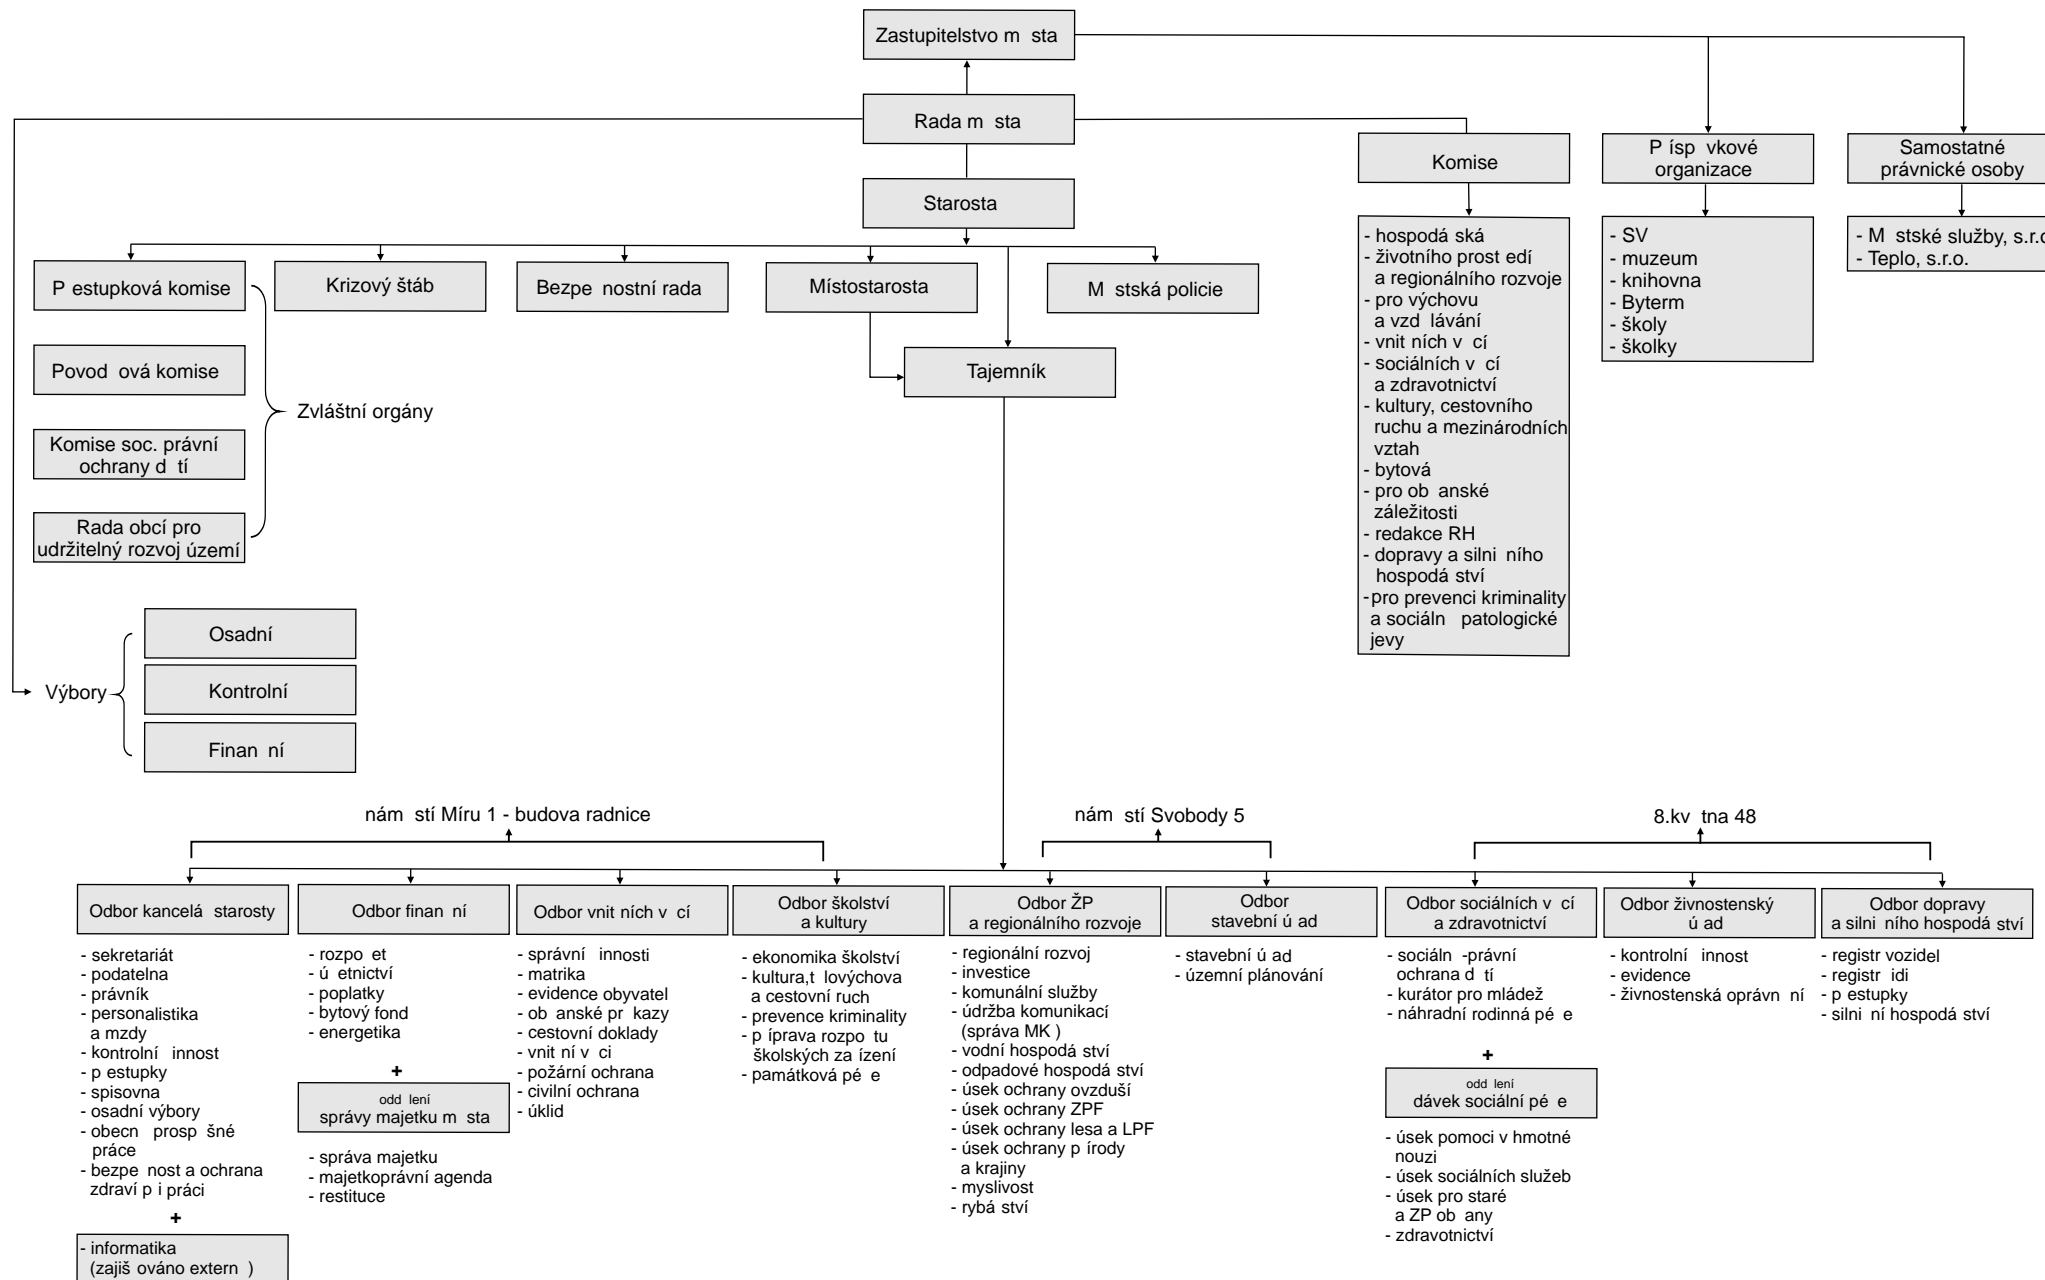 Zastupitelstvo m sta
Rada m sta
Starosta
Komise
P ísp vkové
organizace
Samostatné
právnické osoby
P estupková komise
Krizový štáb
Bezpe nostní rada
Místostarosta
M stská policie
Povod ová komise
Tajemník
Zvláštní orgány
Komise soc. právní
ochrany d tí
Rada obcí pro
udržitelný rozvoj území
- hospodá ská
- životního prost edí
a regionálního rozvoje
- pro výchovu
a vzd lávání
- vnit ních v cí
- sociálních v cí
a zdravotnictví
- kultury, cestovního
ruchu a mezinárodních
vztah
- bytová
- pro ob anské
záležitosti
- redakce RH
- dopravy a silni ního
hospodá ství
-pro prevenci kriminality
a sociáln patologické
jevy
- SV
- muzeum
- knihovna
- Byterm
- školy
- školky
- M stské služby, s.r.o
- Teplo, s.r.o.
Výbory
Osadní
Kontrolní
Finan ní
nám stí Míru 1 - budova radnice
nám stí Svobody 5
8.kv tna 48
Odbor kancelá starosty
- sekretariát
- podatelna
- právník
- personalistika
a mzdy
- kontrolní innost
- p estupky
- spisovna
- osadní výbory
- obecn prosp šné
práce
- bezpe nost a ochrana
zdraví p i práci
+
- informatika
(zajiš ováno extern )
Odbor finan ní
- rozpo et
- ú etnictví
- poplatky
- bytový fond
- energetika
+
odd lení
správy majetku m sta
- správa majetku
- majetkoprávní agenda
- restituce
Odbor vnit ních v cí
- správní innosti
- matrika
- evidence obyvatel
- ob anské pr kazy
- cestovní doklady
- vnit ní v ci
- požární ochrana
- civilní ochrana
- úklid
Odbor školství
a kultury
- ekonomika školství
- kultura,t lovýchova
a cestovní ruch
- prevence kriminality
- p íprava rozpo tu
školských za ízení
- památková pé e
Odbor ŽP
a regionálního rozvoje
- regionální rozvoj
- investice
- komunální služby
- údržba komunikací
(správa MK )
- vodní hospodá ství
- odpadové hospodá ství
- úsek ochrany ovzduší
- úsek ochrany ZPF
- úsek ochrany lesa a LPF
- úsek ochrany p írody
a krajiny
- myslivost
- rybá ství
Odbor
stavební ú ad
- stavební ú ad
- územní plánování
Odbor sociálních v cí
a zdravotnictví
- sociáln -právní
ochrana d tí
- kurátor pro mládež
- náhradní rodinná pé e
+
odd lení
dávek sociální pé e
- úsek pomoci v hmotné
nouzi
- úsek sociálních služeb
- úsek pro staré
a ZP ob any
- zdravotnictví
Odbor živnostenský
ú ad
- kontrolní innost
- evidence
- živnostenská oprávn ní
Odbor dopravy
a silni ního hospodá ství
- registr vozidel
- registr idi
- p estupky
- silni ní hospodá ství